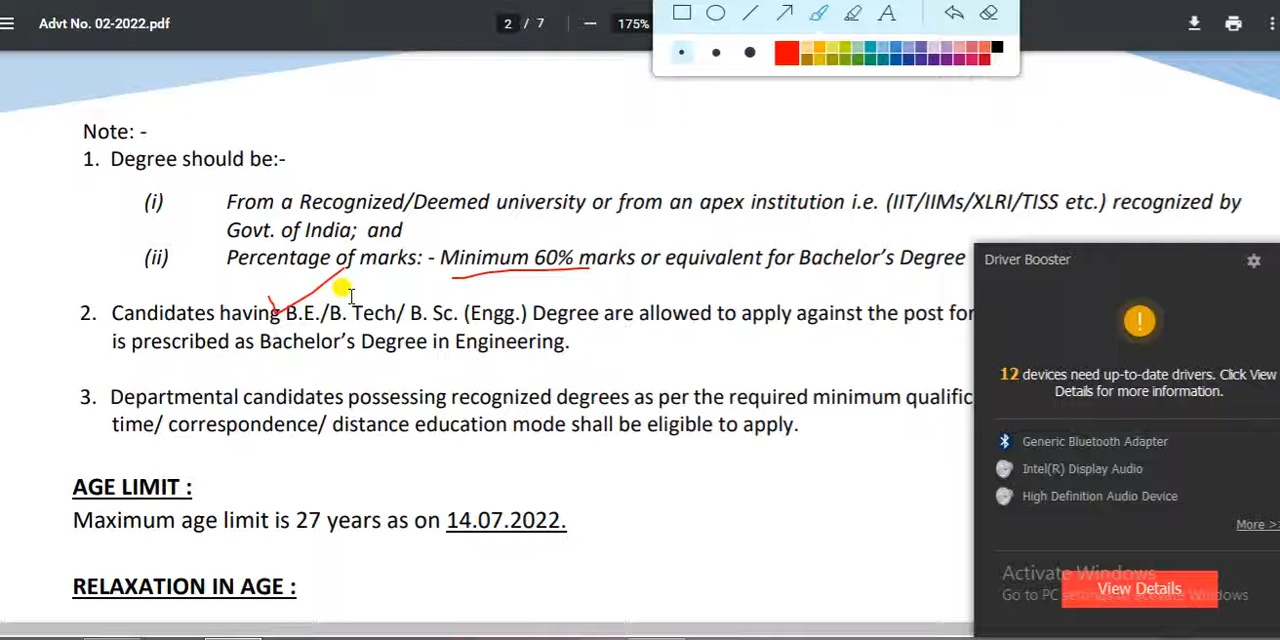 Advt No. 02-2022.pdf
2 / 7
175%
A
Note: -
1. Degree should be:-
(i) From a Recognized/Deemed university or from an apex institution i.e. (IIT/IIMs/XLRI/TISS etc.) recognized by
Govt. of India; and
(ii) Percentage of marks: - Minimum 60% marks or equivalent for Bachelor's Degree
2. Candidates having B.E./B. Tech/ B. Sc. (Engg.) Degree are allowed to apply against the post for
is prescribed as Bachelor's Degree in Engineering.
3. Departmental candidates possessing recognized degrees as per the required minimum qualific
time/ correspondence/ distance education mode shall be eligible to apply.
AGE LIMIT :
Maximum age limit is 27 years as on 14.07.2022.
RELAXATION IN AGE :
Driver Booster
12 devices need up-to-date drivers. Click View
Details for more information.
Generic Bluetooth Adapter
Intel(R) Display Audio
High Definition Audio Device
More >>
Activate Windows
Go to PC settings to activate Windows
View Details